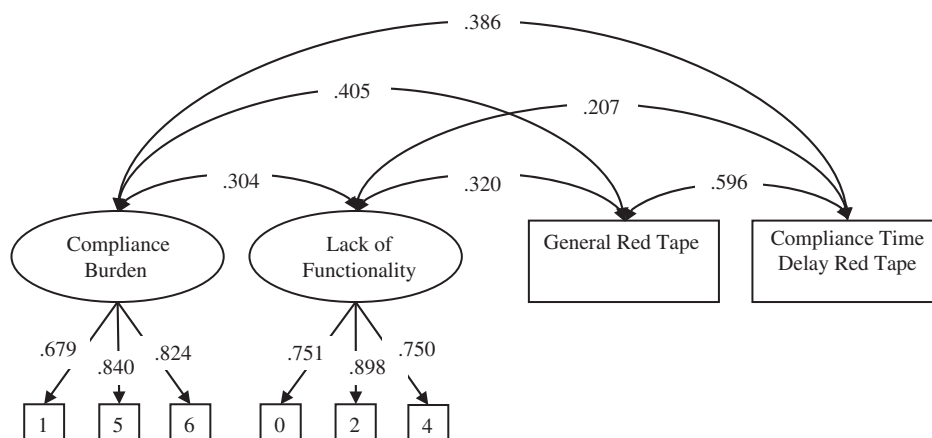 .386
.405
.207
.304
.320
.596
Compliance
Burden
Lack of
Functionality
General Red Tape
Compliance Time
Delay Red Tape
.679
.840
.824
.751
.898
.750
1
5
6
0
2
4